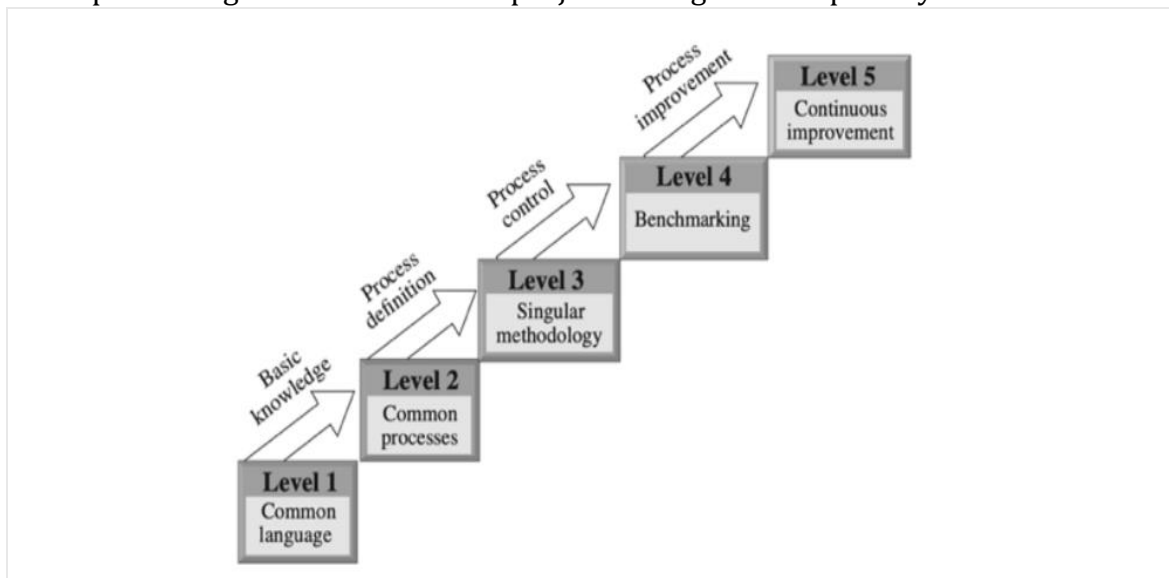 Process
improvement
Level 5
Continuous
improvement
Process
control
Level 4
Benchmarking
Process
definition
Level 3
Singular
methodology
Basic
knowledge
Level 2
Common
processes
Level 1
Common
language